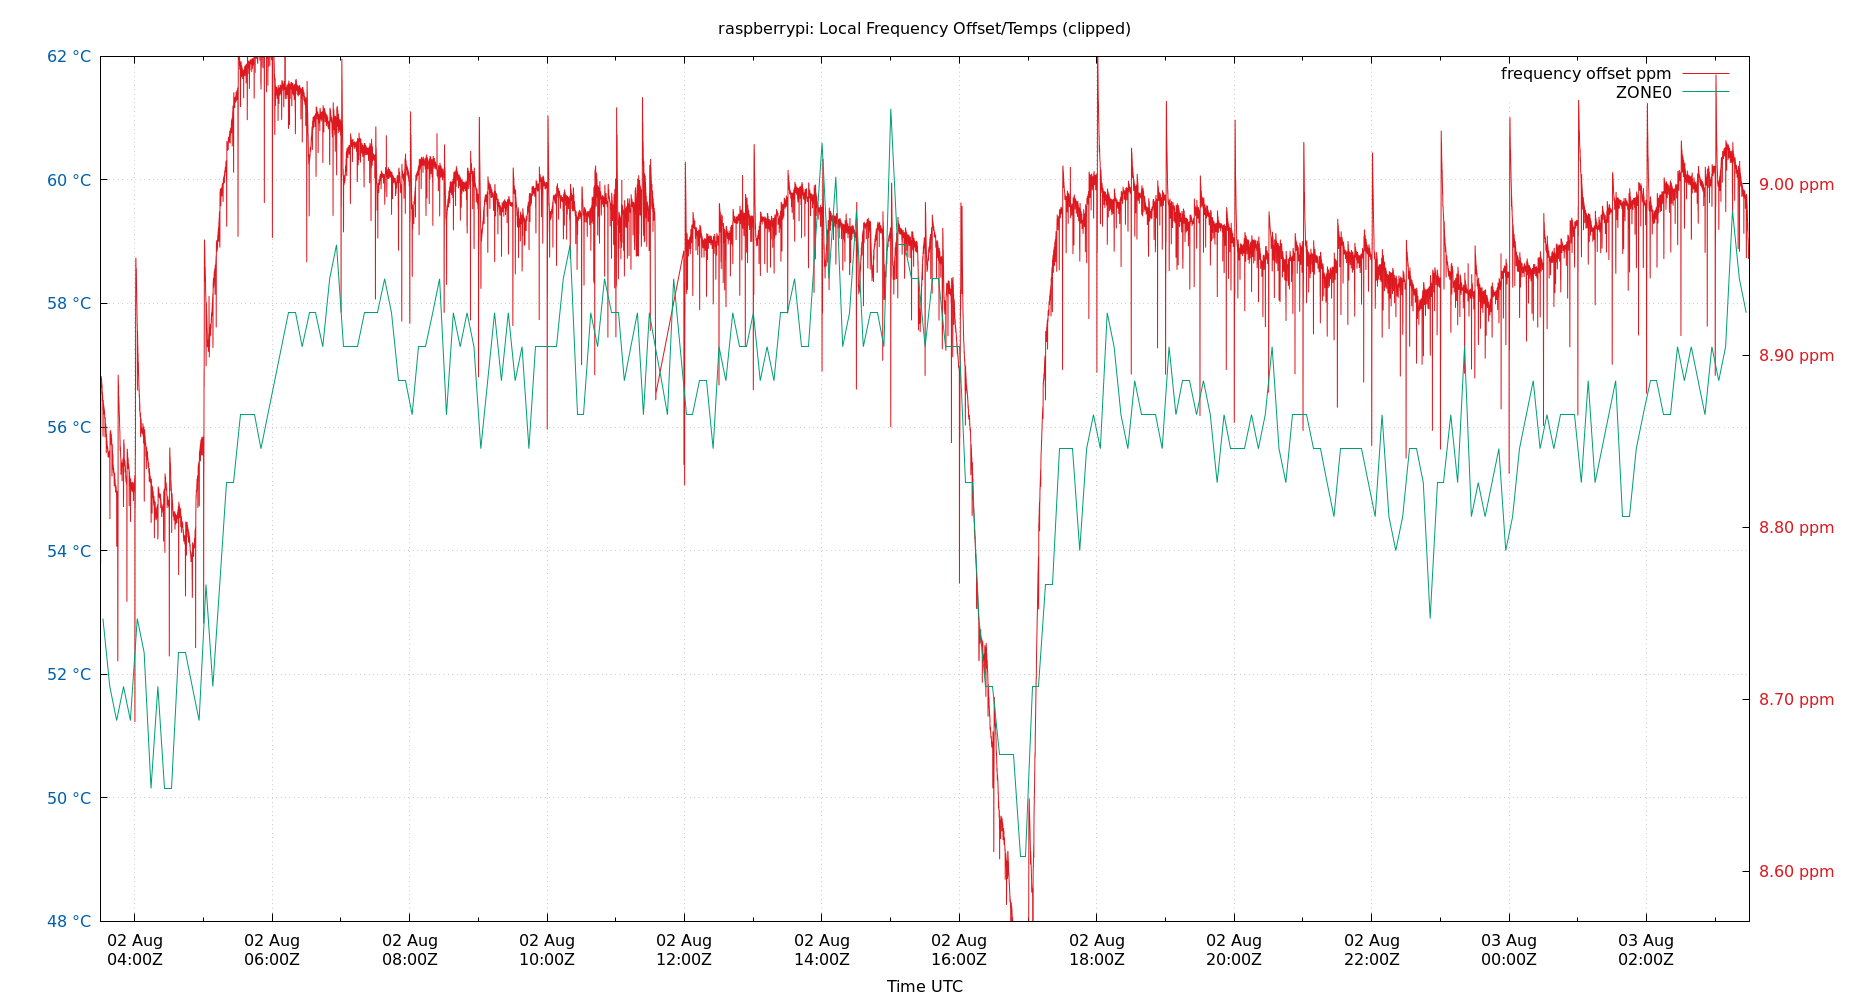 raspberrypi: Local Frequency Offset/Temps (clipped)
frequency offset ppm
ZONE0
62 °C
60 °C
58 °C
56 °C
54 °C
52 °C
50 °C
48 °C
9.00 ppm
8.90 ppm
8.80 ppm
8.70 ppm
8.60 ppm
02 Aug 02 Aug 02 Aug 02 Aug 02 Aug 02 Aug 02 Aug 02 Aug 02 Aug 02 Aug 03 Aug 03 Aug
04:00Z 06:00Z 08:00Z 10:00Z 12:00Z 14:00Z 16:00Z 18:00Z 20:00Z 22:00Z 00:00Z 02:00Z
Time UTC